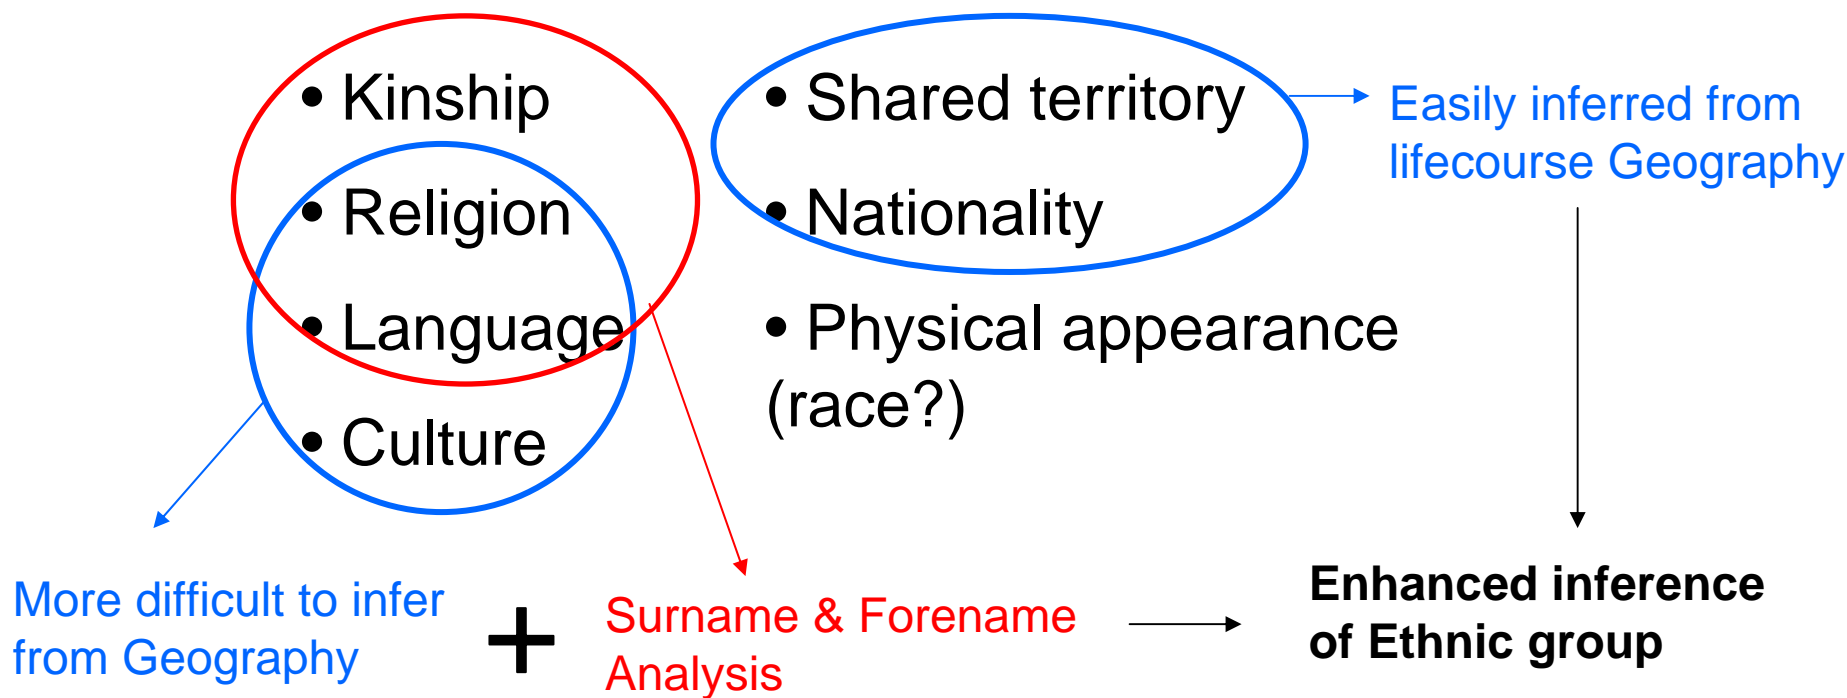 • Kinship
• Religion
• Language
• Culture
• Shared territory
• Nationality
• Physical appearance
(race?)
Easily inferred from
lifecourse Geography
More difficult to infer
from Geography
+
Surname & Forename
Analysis
Enhanced inference
of Ethnic group